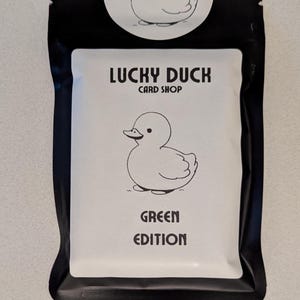 LUCKY DUCK
CARD SHOP
GREEN
EDITION